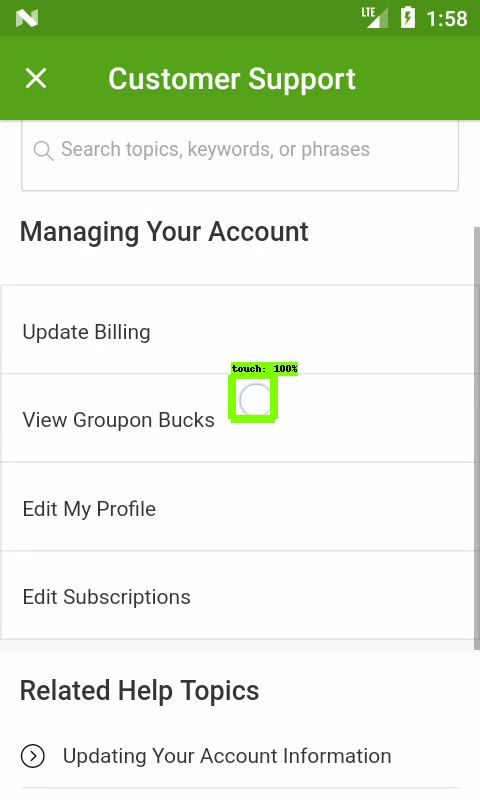 LTE 1:58
Customer Support
Search topics, keywords, or phrases
Managing Your Account
Update Billing
touch: 100%
View Groupon Bucks
Edit My Profile
Edit Subscriptions
Related Help Topics
Updating Your Account Information